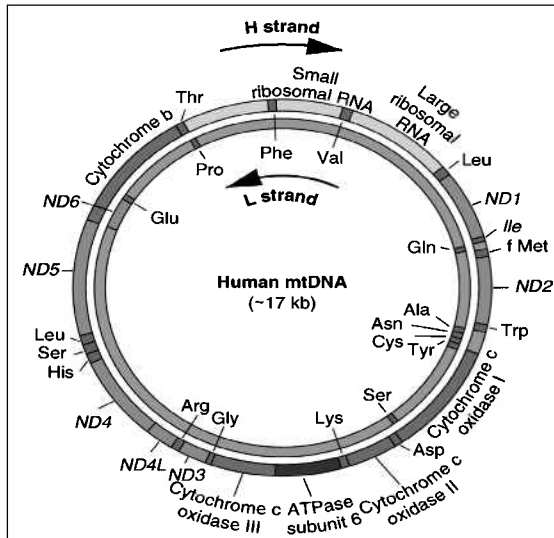 H strand
Small
ribosomal RNA
Large
ribosomal
RNA
Thr
Cytochrome b
Phe
Val
Leu
Pro
L strand
ND1
ND6
Glu
Ile
f Met
Gln
ND5
Human mtDNA
(~17 kb)
ND2
Ala
Asn
Cys
Tyr
Trp
Leu
Ser
His
Cytochrome c
oxidase I
Ser
Asp
ND4
Arg
Gly
Lys
ND4L
ND3
Cytochrome c
oxidase III
ATPase
subunit 6
Cytochrome c
oxidase II